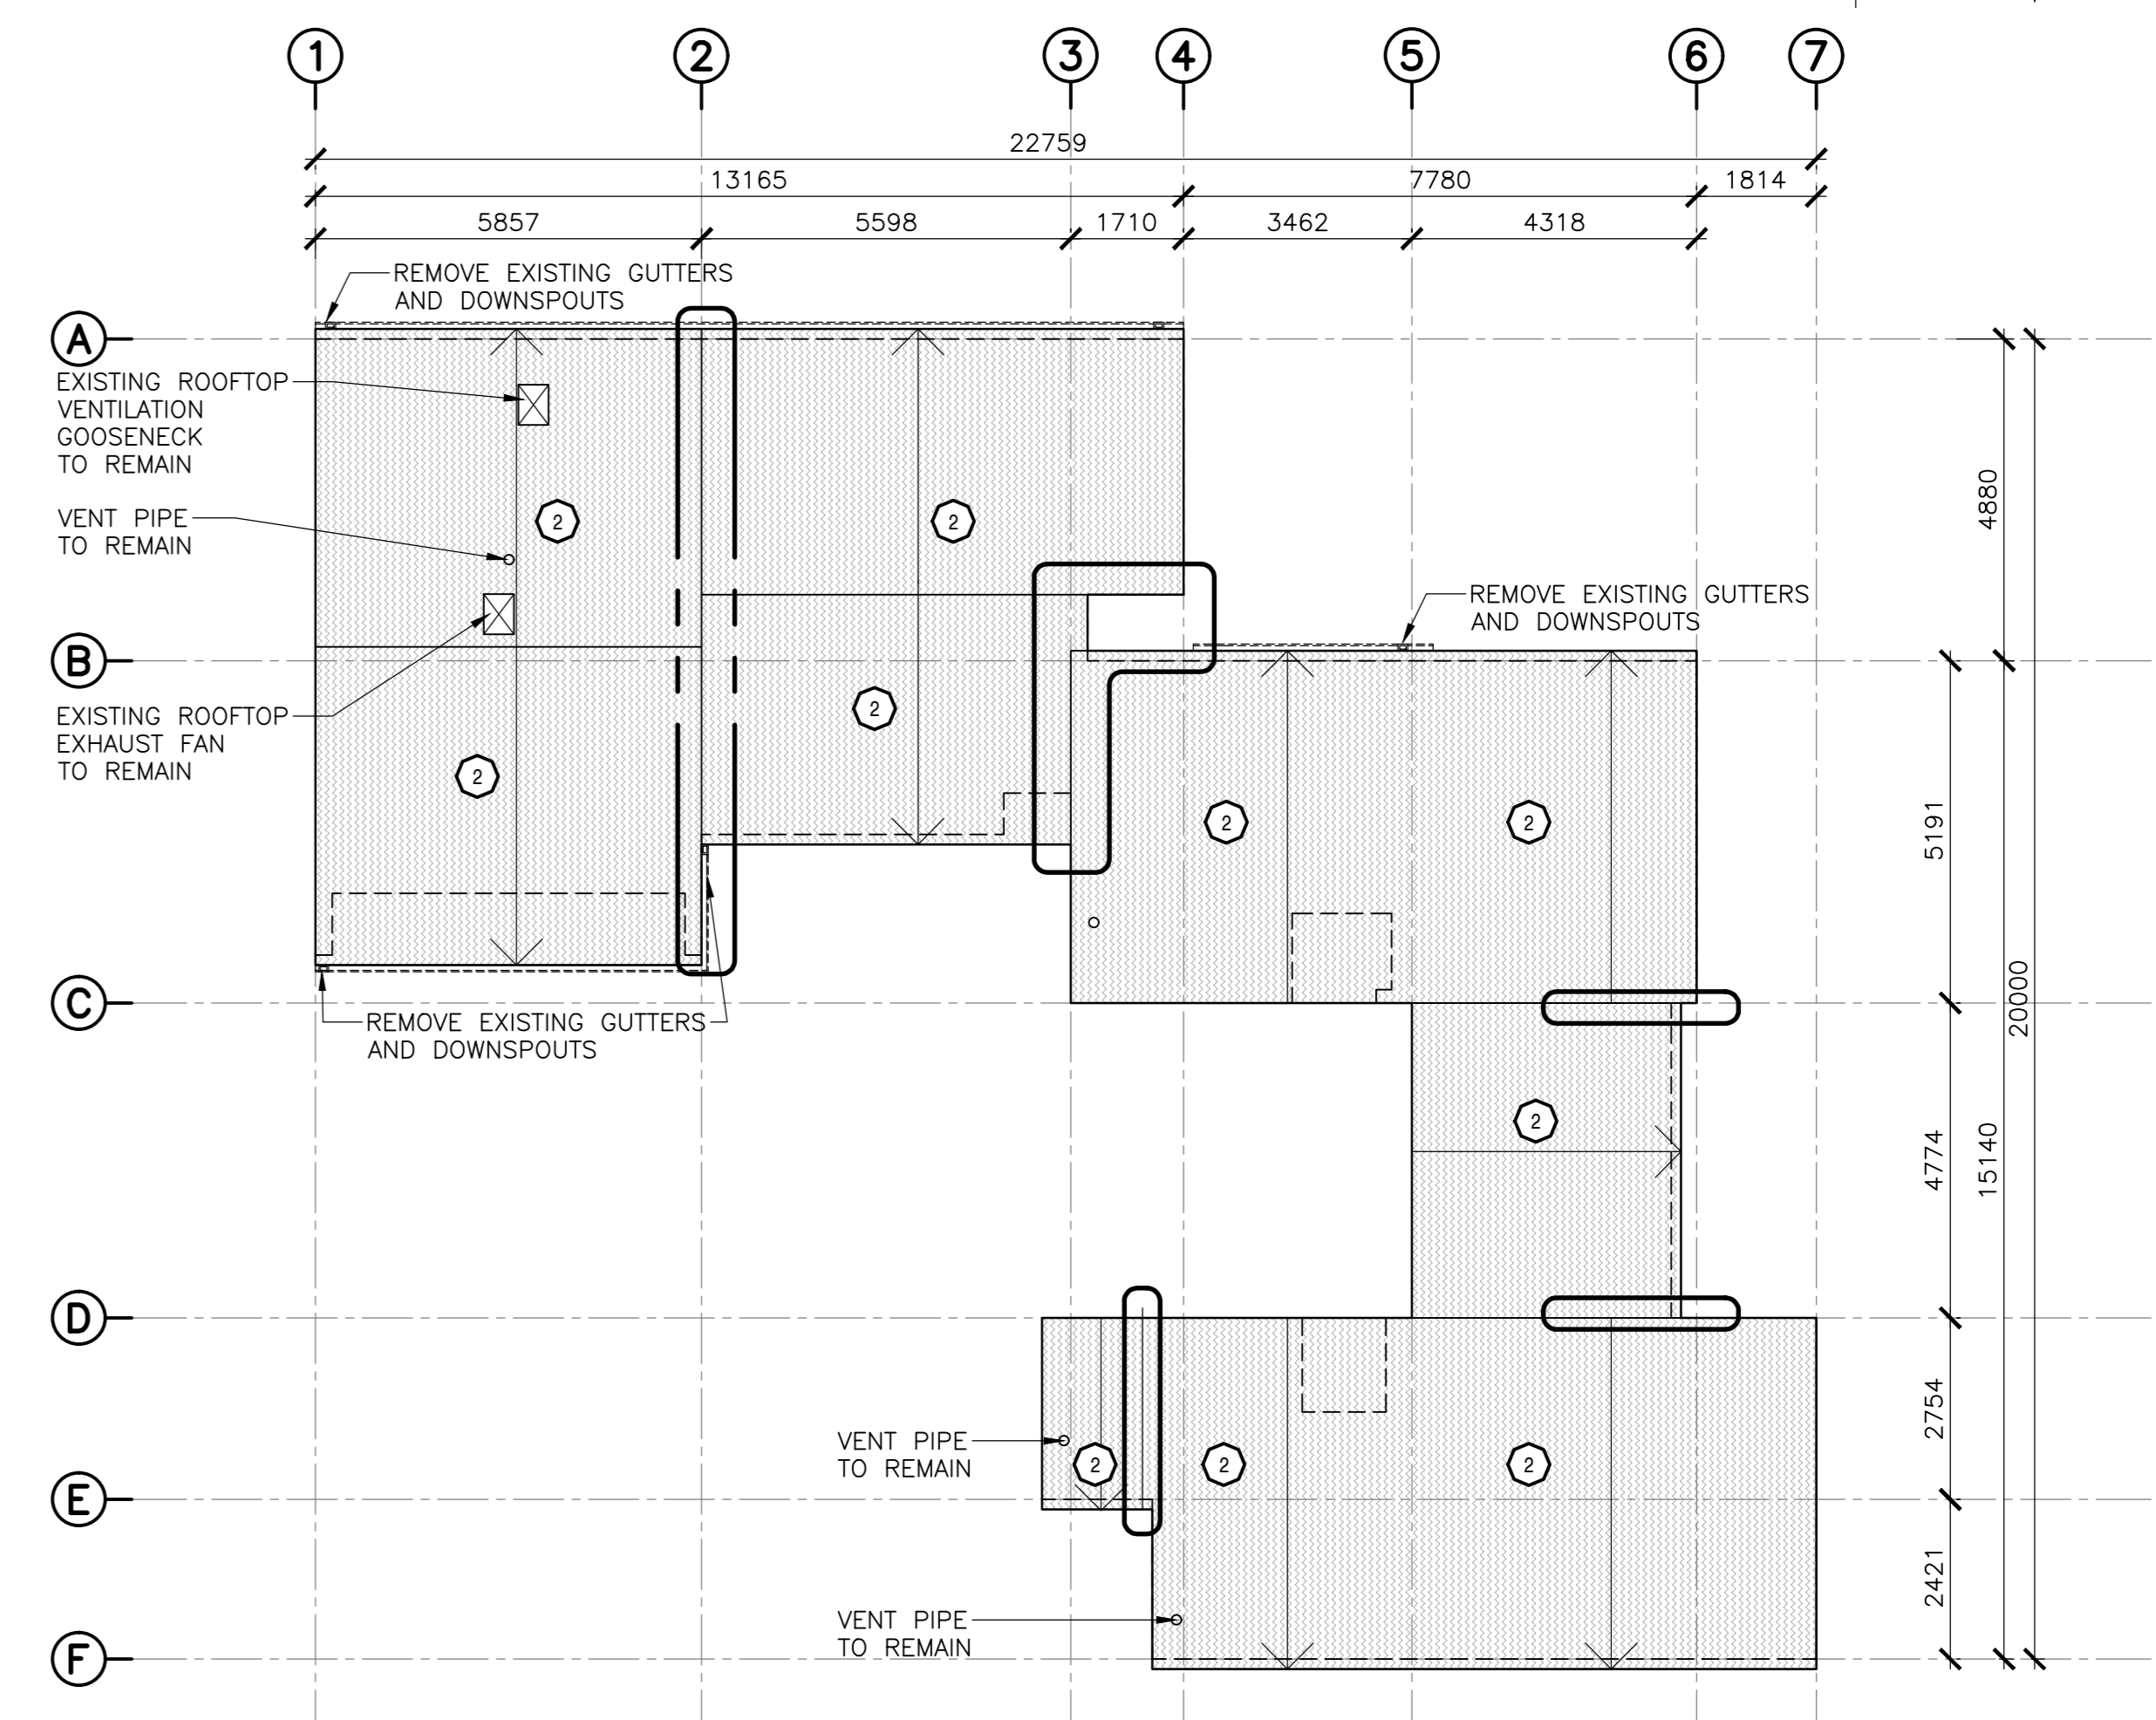 1 2 3 4 5 6 7
22759
13165 7780 1814
5857 5598 1710 3462 4318
REMOVE EXISTING GUTTERS
AND DOWNSPOUTS
A
EXISTING ROOFTOP
VENTILATION
GOOSENECK
TO REMAIN
4880
VENT PIPE
TO REMAIN
2 2
REMOVE EXISTING GUTTERS
AND DOWNSPOUTS
B
2
EXISTING ROOFTOP
EXHAUST FAN
TO REMAIN
2
2 2
5191
C
20000
REMOVE EXISTING GUTTERS
AND DOWNSPOUTS
2
4774
15140
D
2754
VENT PIPE
TO REMAIN
2 2 2
E
2421
VENT PIPE
TO REMAIN
F